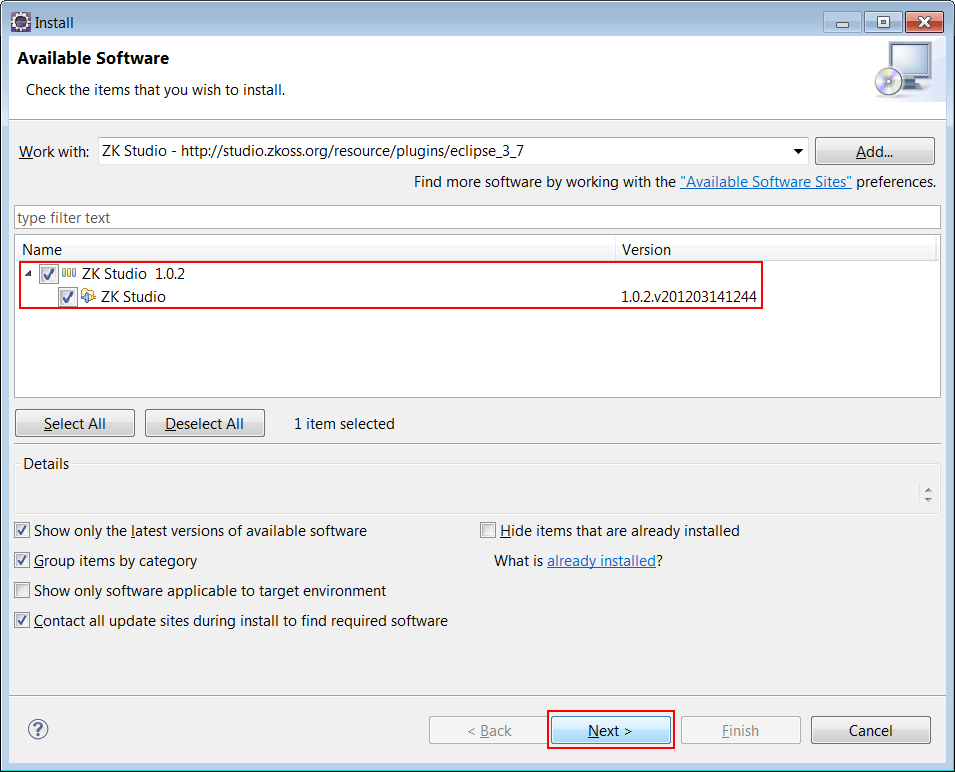 Install
Available Software
Check the items that you wish to install.
Work with: ZK Studio - http://studio.zkoss.org/resource/plugins/eclipse_3_7 Add...
Find more software by working with the "Available Software Sites" preferences.
type filter text
Name Version
ZK Studio 1.0.2
ZK Studio 1.0.2.v201203141244
Select All Deselect All 1 item selected
Details
Show only the latest versions of available software Hide items that are already installed
Group items by category What is already installed?
Show only software applicable to target environment
Contact all update sites during install to find required software
? < Back Next > Finish Cancel